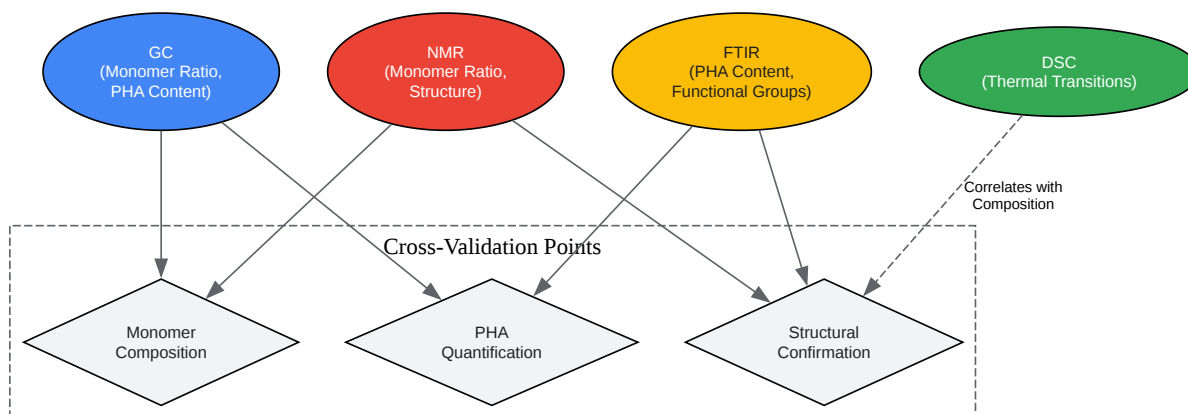 GC
(Monomer Ratio,
PHA Content)
NMR
(Monomer Ratio,
Structure)
FTIR
(PHA Content,
Functional Groups)
DSC
(Thermal Transitions)
Correlates with
Composition
Cross-Validation Points
Monomer
Composition
PHA
Quantification
Structural
Confirmation